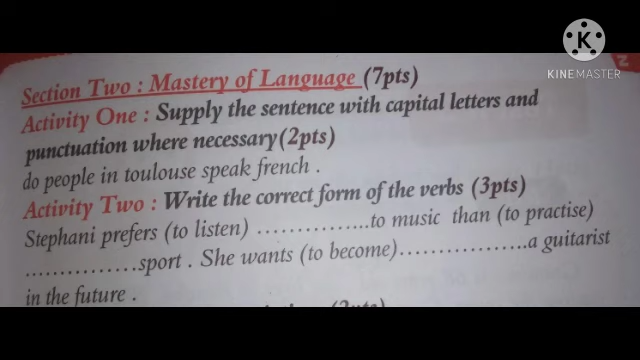 K
KINEMASTER
Section Two : Mastery of Language (7pts)
Activity One : Supply the sentence with capital letters and
punctuation where necessary(2pts)
do people in toulouse speak french .
Activity Two : Write the correct form of the verbs (3pts)
Stephani prefers (to listen) ................to music than (to practise)
................sport . She wants (to become)..................a guitarist
in the future .